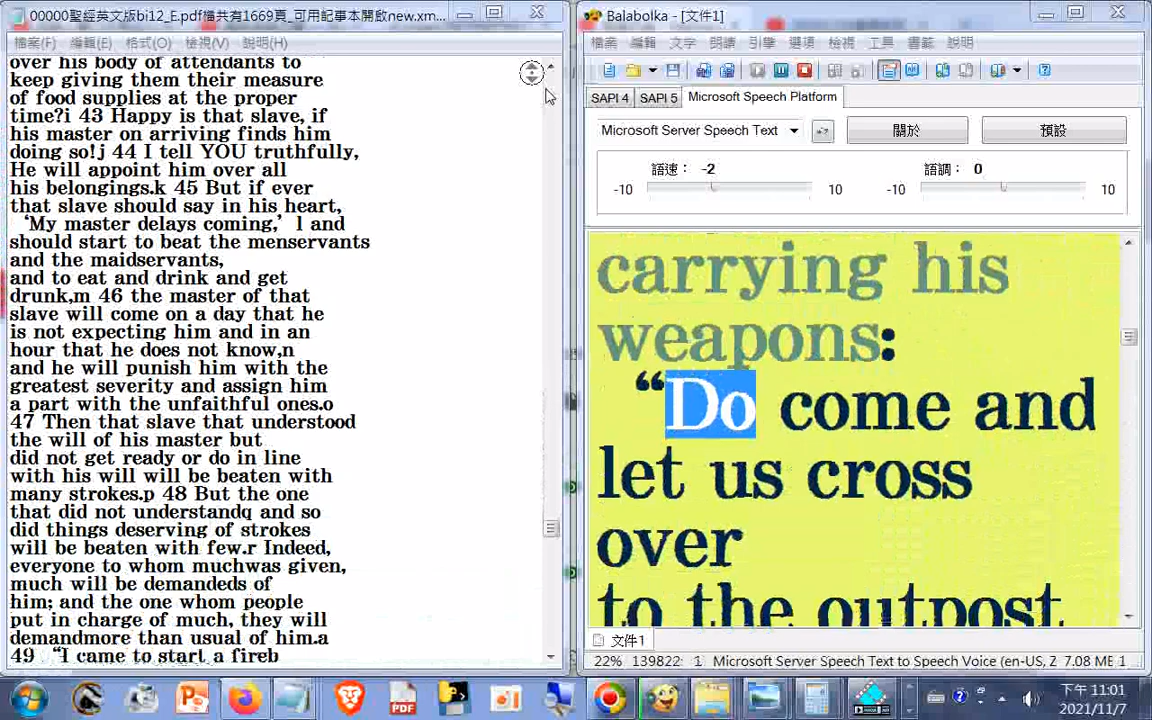 00000聖經英文版bi12_E.pdf檔共有1669頁_可用記事本開啟new.xm...
檔案(F) 編輯(E) 格式(O) 檢視(V) 說明(H)
over his body of attendants to
keep giving them their measure
of food supplies at the proper
time?i 43 Happy is that slave, if
his master on arriving finds him
doing so!j 44 I tell YOU truthfully,
He will appoint him over all
his belongings.k 45 But if ever
that slave should say in his heart,
‘My master delays coming,’ l and
should start to beat the menservants
and the maidservants,
and to eat and drink and get
drunk,m 46 the master of that
slave will come on a day that he
is not expecting him and in an
hour that he does not know,n
and he will punish him with the
greatest severity and assign him
a part with the unfaithful ones.o
47 Then that slave that understood
the will of his master but
did not get ready or do in line
with his will will be beaten with
many strokes.p 48 But the one
that did not understandq and so
did things deserving of strokes
will be beaten with few.r Indeed,
everyone to whom muchwas given,
much will be demandeds of
him; and the one whom people
put in charge of much, they will
demandmore than usual of him.a
49 “I came to start a fireb
Balabolka - [文件1]
檔案 編輯 文字 朗讀 引擎 選項 檢視 工具 書籤 說明
SAPI 4 SAPI 5 Microsoft Speech Platform
Microsoft Server Speech Text 關於 預設
語速： -2 語調： 0
-10 10 -10 10
carrying his
weapons:
“Do come and
let us cross
over
to the outpost
文件1
22% 139822: 1 Microsoft Server Speech Text to Speech Voice (en-US, Z 7.08 ME 1
PDF
下午 11:01
2021/11/7